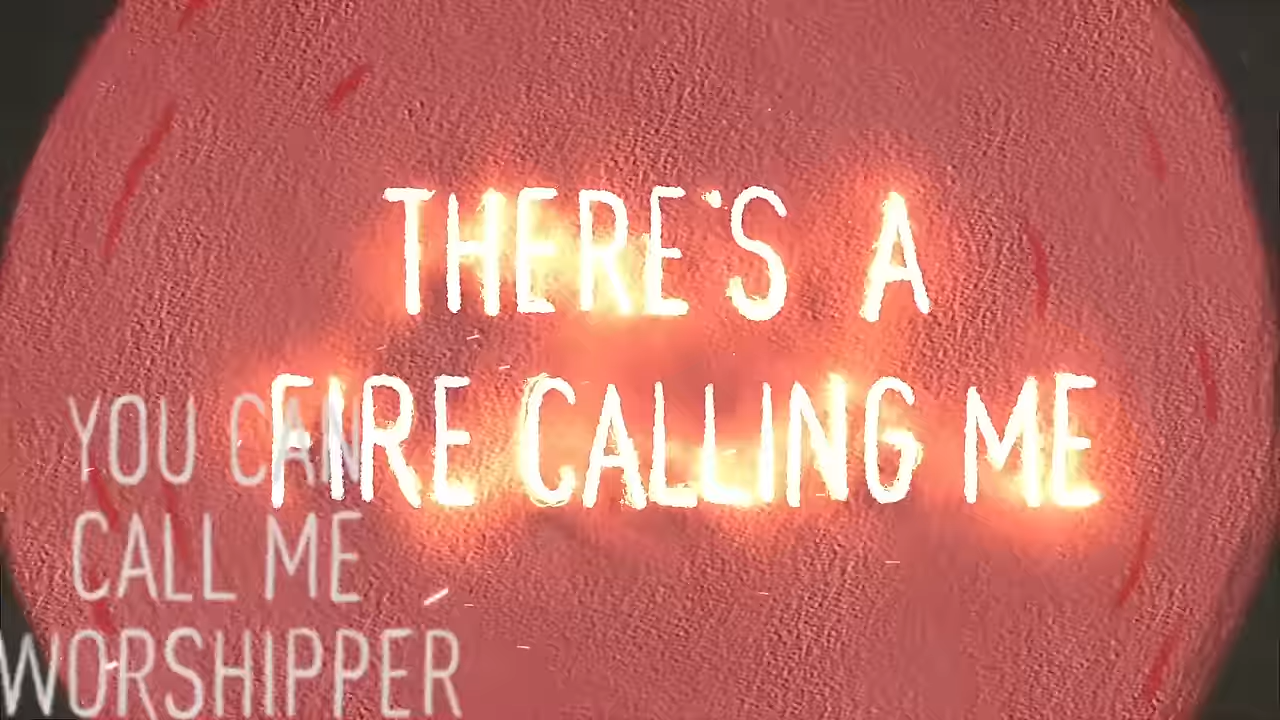 THERE'S A
FIRE CALLING ME
YOU CAN
CALL ME
WORSHIPPER